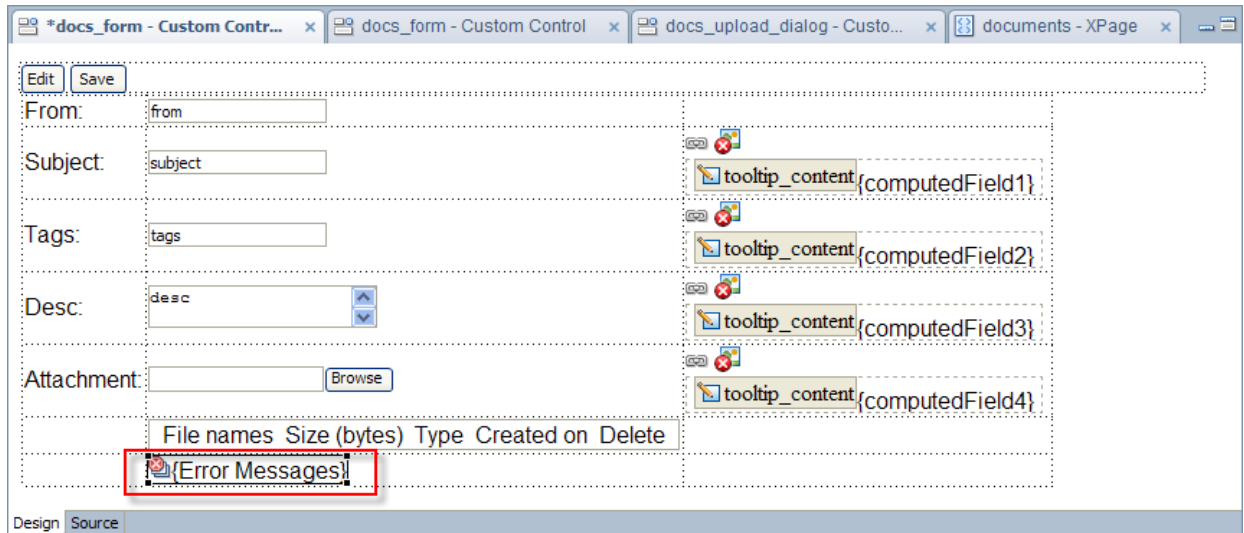 *docs_form - Custom Contr... docs_form - Custom Control docs_upload_dialog - Custo... documents - XPage
Edit Save
From: from
Subject: subject
tooltip_content {computedField1}
Tags: tags
tooltip_content {computedField2}
Desc: desc
tooltip_content {computedField3}
Attachment: Browse
tooltip_content {computedField4}
File names Size (bytes) Type Created on Delete
{Error Messages}
Design Source